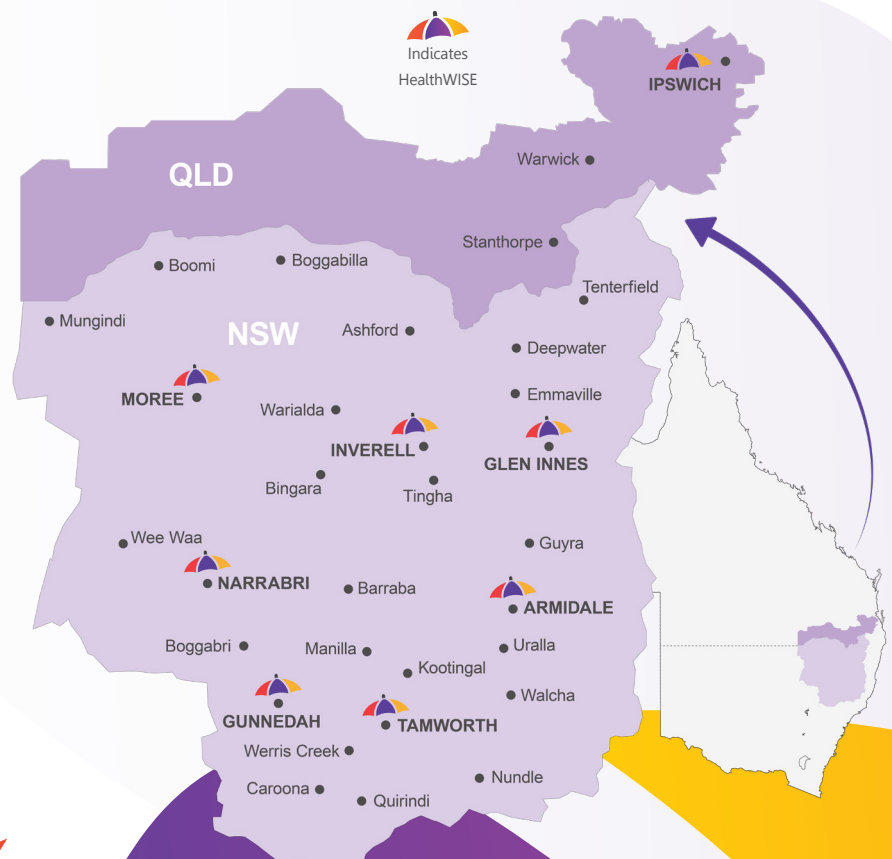 Indicates
HealthWISE
IPSWICH
Warwick
QLD
Stanthorpe
Boomi
Boggabilla
Tenterfield
Mungindi
NSW
Ashford
Deepwater
MOREE
Emmaville
Warialda
INVERELL
GLEN INNES
Bingara
Tingha
Wee Waa
Guyra
NARRABRI
Barraba
ARMIDALE
Boggabri
Manilla
Uralla
Kootingal
Walcha
GUNNEDAH
TAMWORTH
Werris Creek
Nundle
Caroona
Quirindi